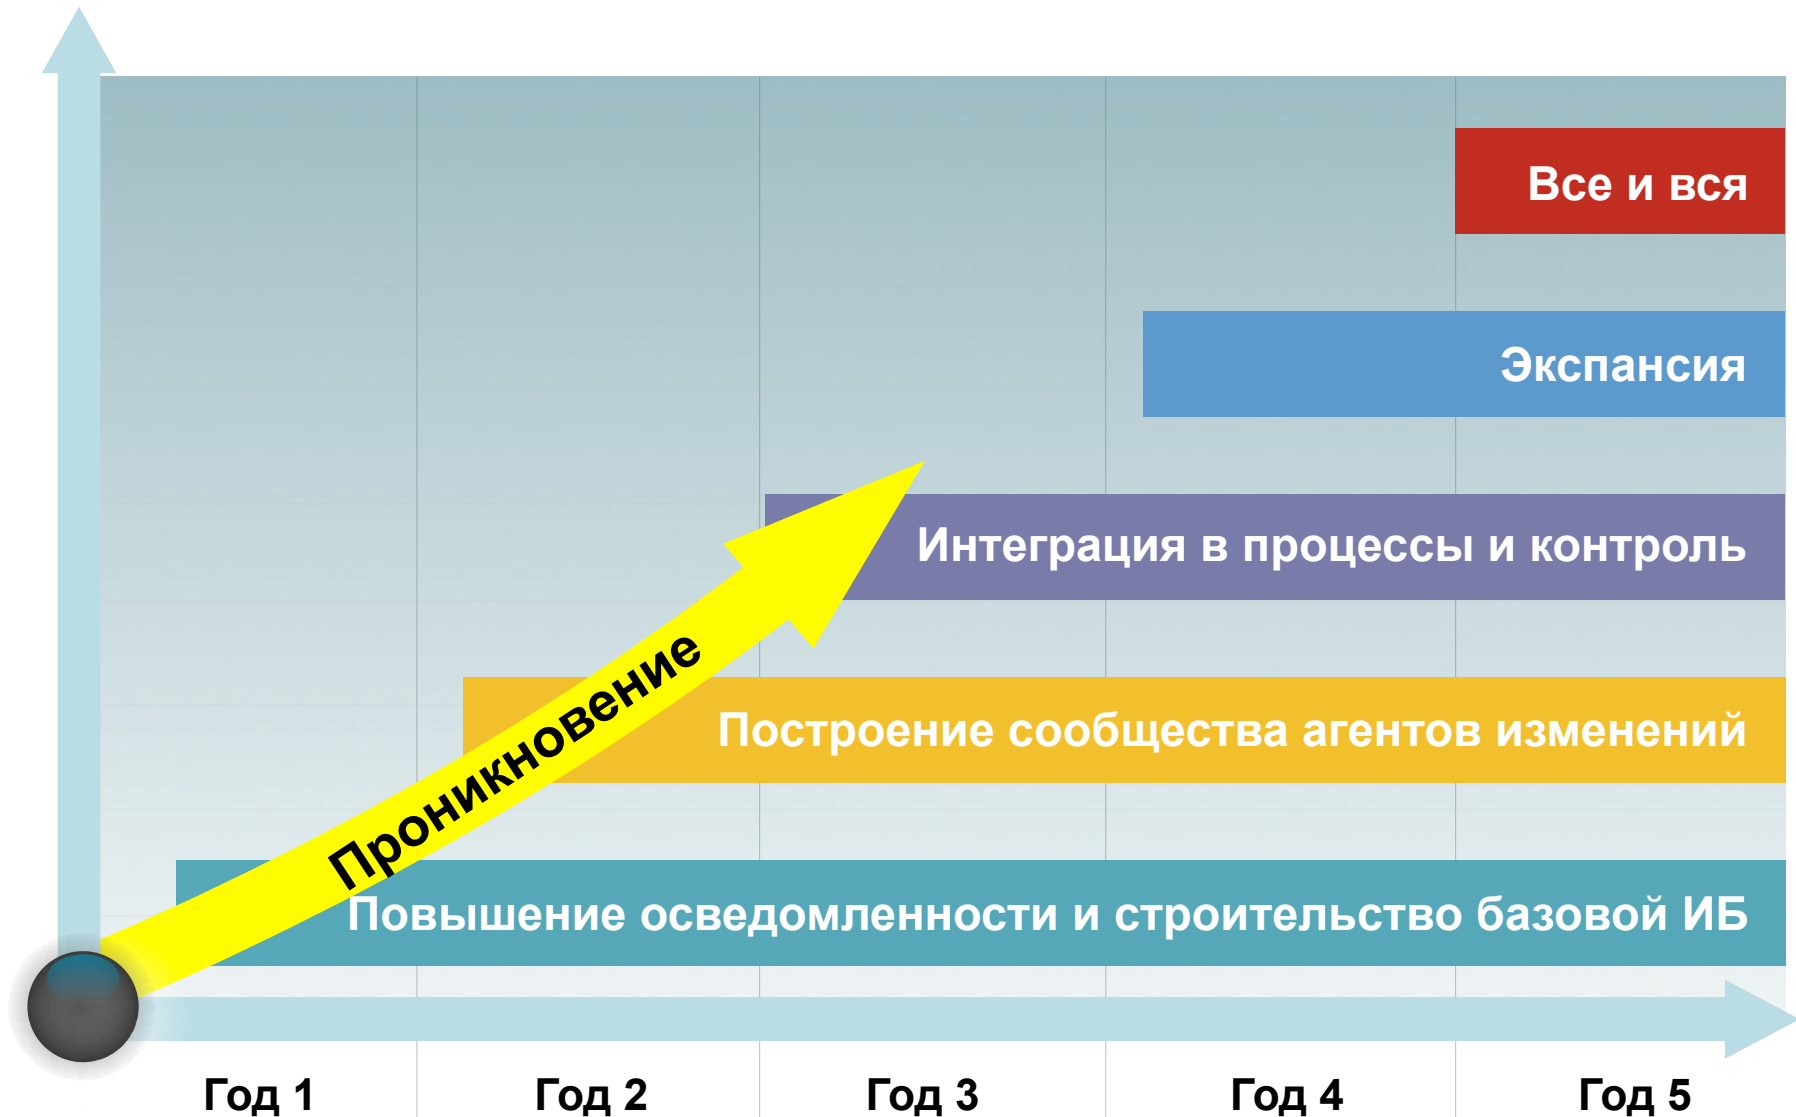 Все и вся
Экспансия
Интеграция в процессы и контроль
Проникновение
Построение сообщества агентов изменений
Повышение осведомленности и строительство базовой ИБ
Год 1
Год 2
Год 3
Год 4
Год 5